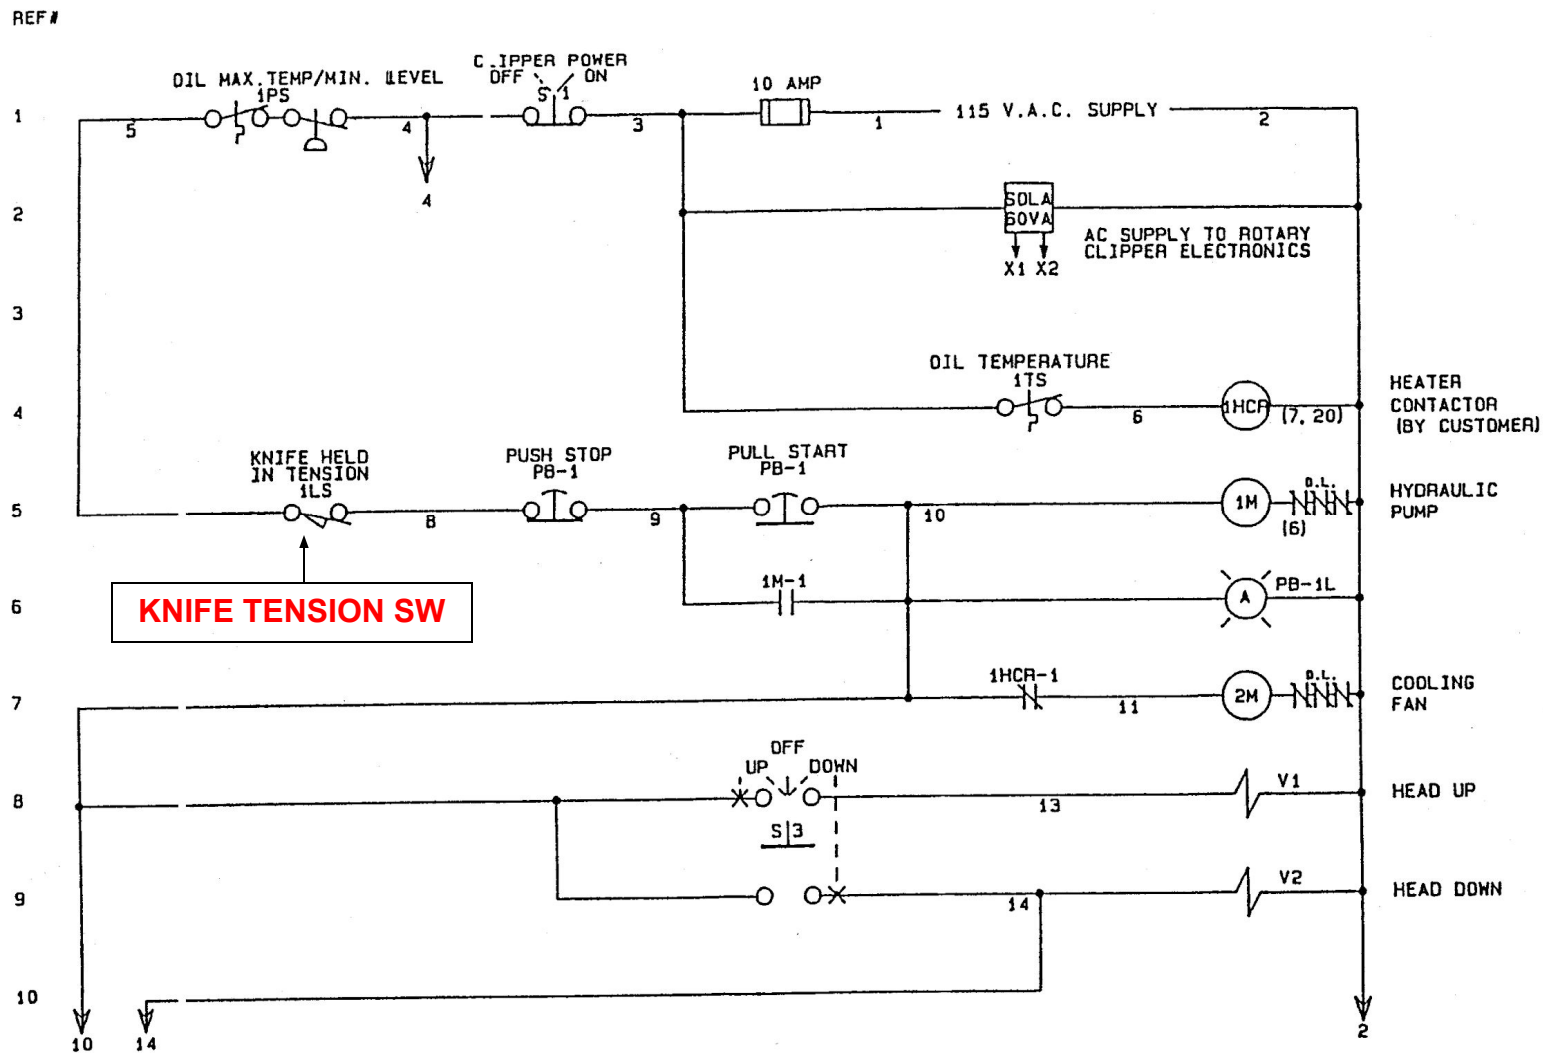 REF#
OIL MAX.TEMP/MIN. LEVEL
1PS
C.IPPER POWER
OFF ON
S 1
10 AMP
1
5
4
3
1
115 V.A.C. SUPPLY
2
4
2
SOLA
60VA
X1 X2
AC SUPPLY TO ROTARY
CLIPPER ELECTRONICS
3
OIL TEMPERATURE
1TS
4
6
1HCR
(7, 20)
HEATER
CONTACTOR
(BY CUSTOMER)
KNIFE HELD
IN TENSION
1LS
PUSH STOP
PB-1
PULL START
PB-1
5
8
9
10
1M
(6)
O.L.
HYDRAULIC
PUMP
KNIFE TENSION SW
6
1M-1
A
PB-1L
7
1HCR-1
11
2M
O.L.
COOLING
FAN
OFF
UP DOWN
8
S 3
13
V1
HEAD UP
9
14
V2
HEAD DOWN
10
10
14
2